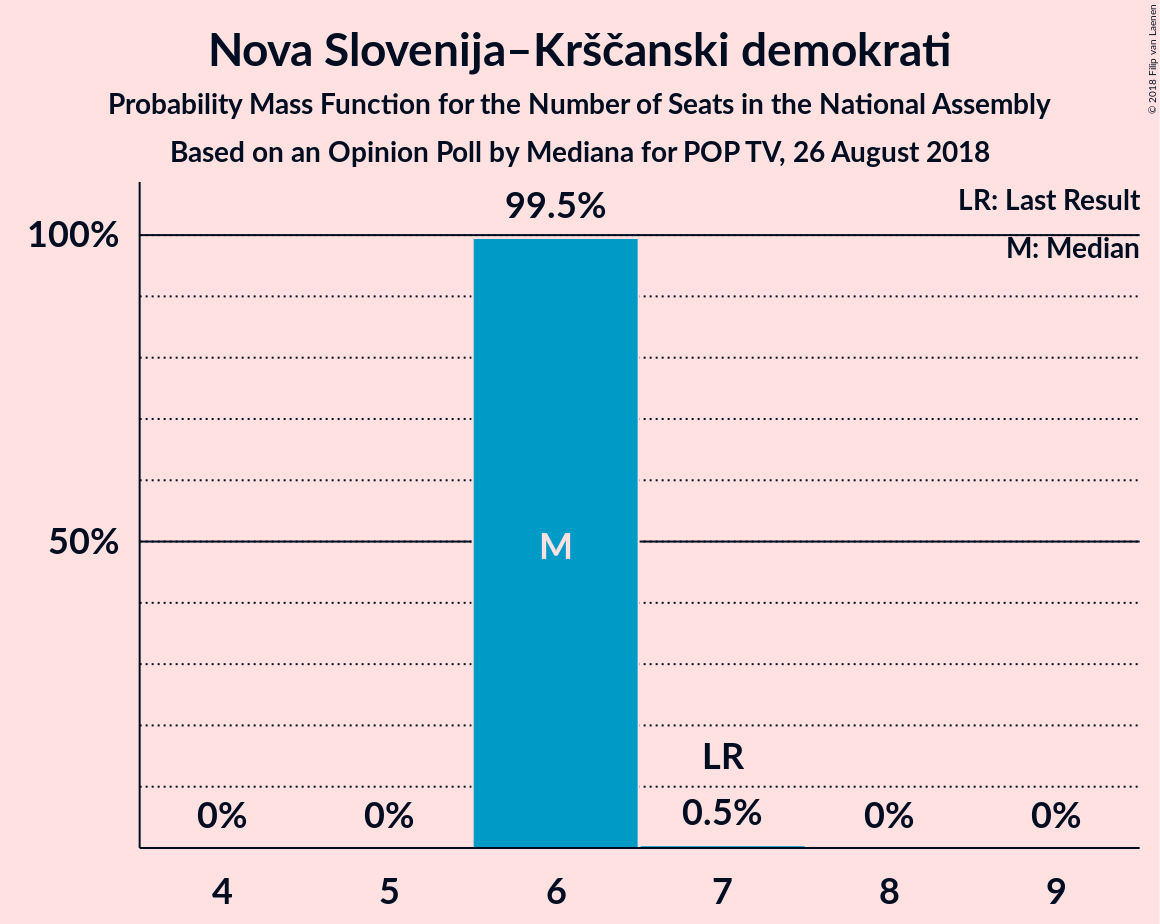 Nova Slovenija–Krščanski demokrati
Probability Mass Function for the Number of Seats in the National Assembly
Based on an Opinion Poll by Mediana for POP TV, 26 August 2018
© 2018 Filip van Laenen
LR: Last Result
M: Median
100%
50%
0%
0%
99.5%
M
LR
0.5%
0%
0%
4
5
6
7
8
9